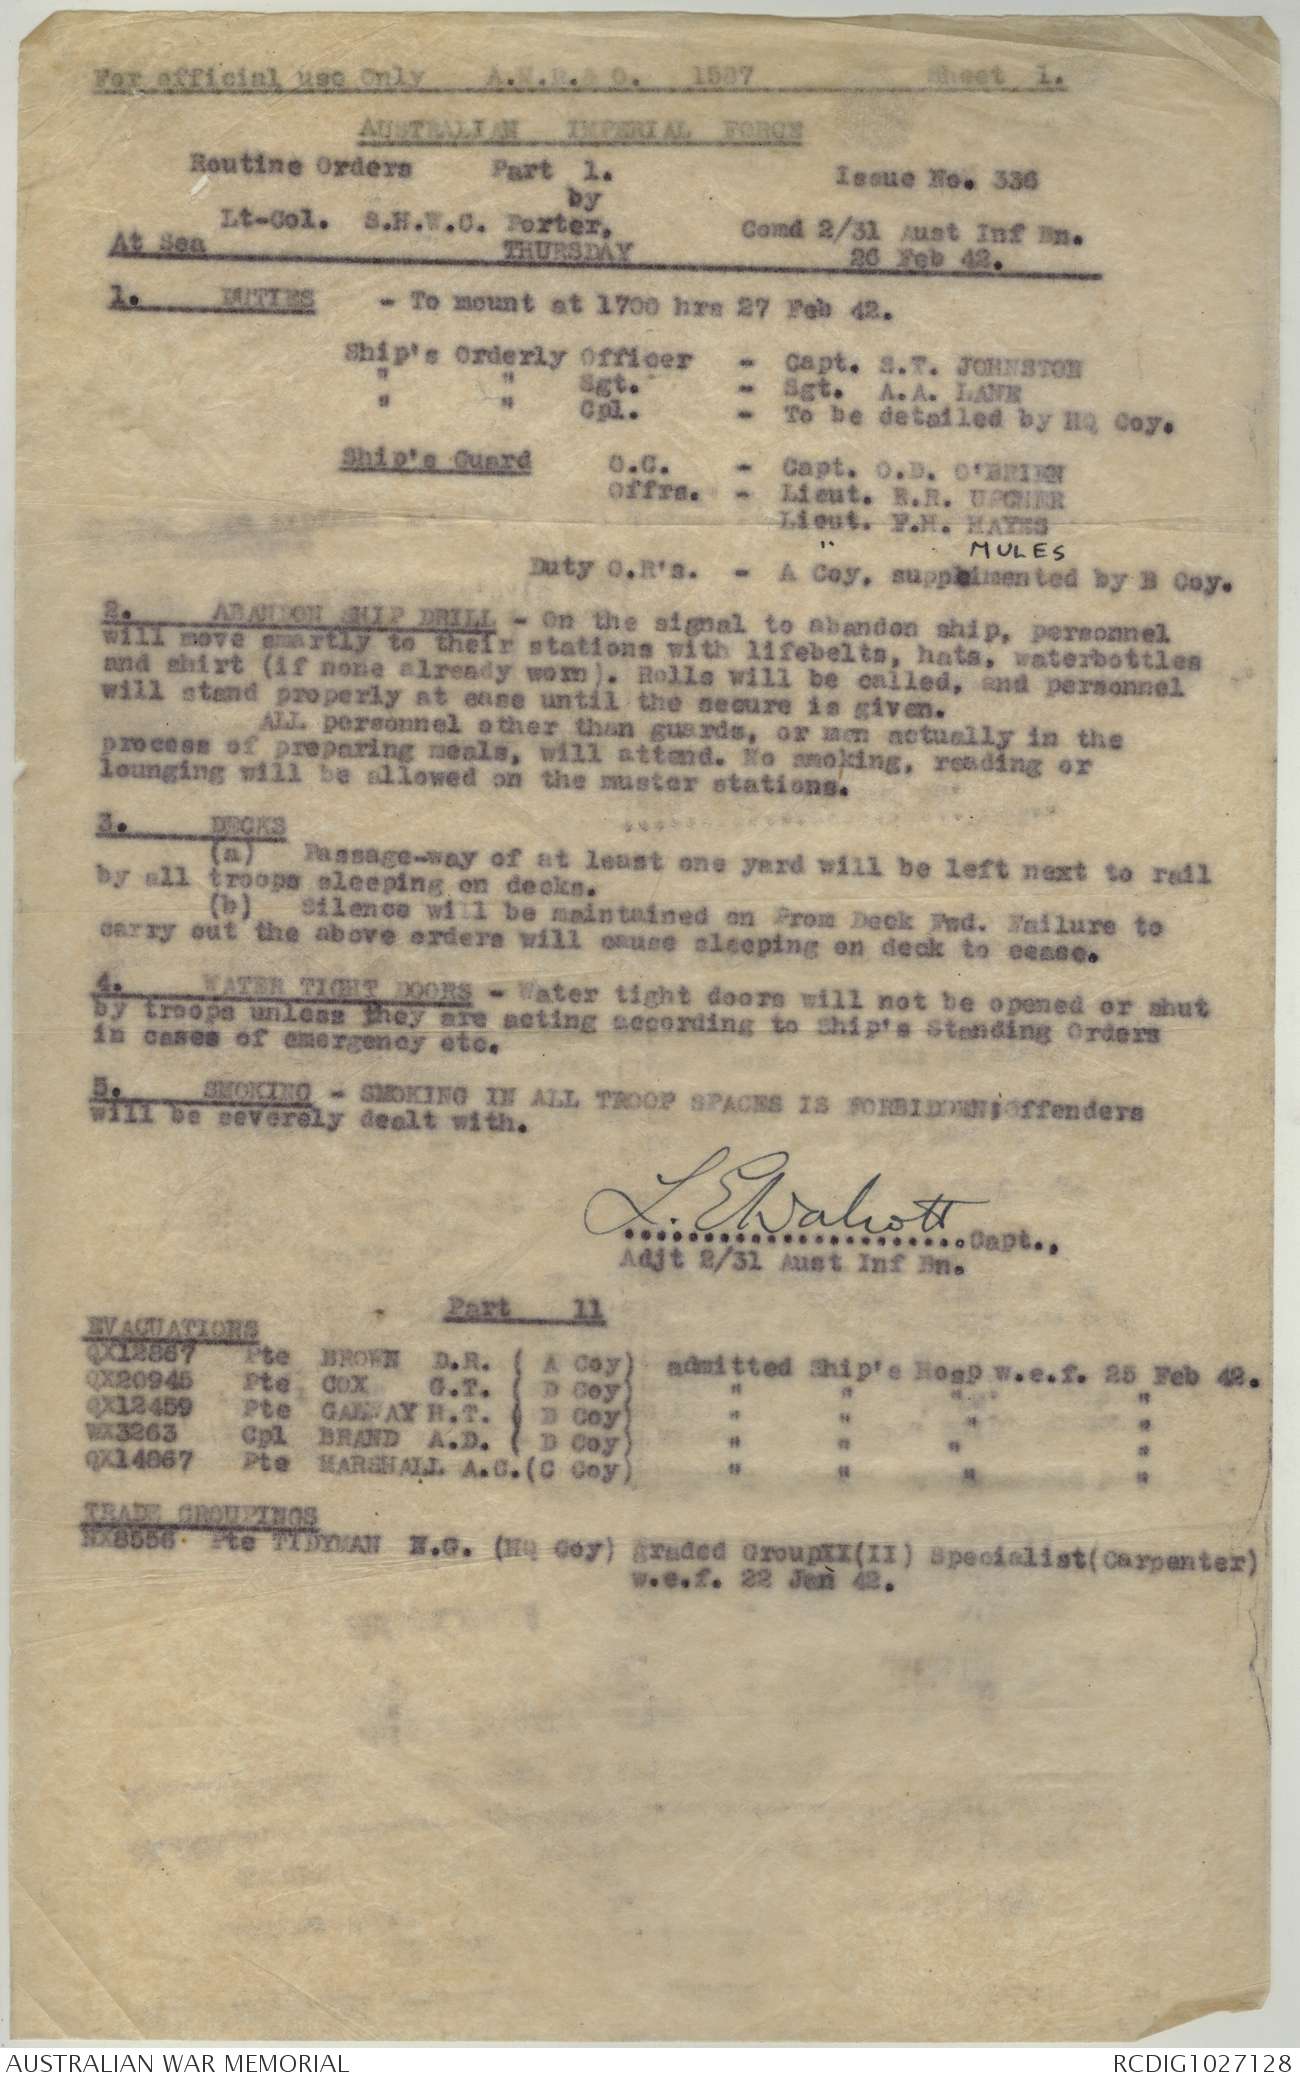 For official use Only A.M.R.& O. 1587 Sheet 1.
AUSTRALIAN IMPERIAL FORCE
Routine Orders Part 1. Issue No. 336
by
Lt-Col. S.H.W.C. Porter, Comd 2/31 Aust Inf Bn.
At Sea THURSDAY 26 Feb 42.
1. DUTIES - To mount at 1700 hrs 27 Feb 42.
Ship's Orderly Officer - Capt. S.T. JOHNSTON
" " Sgt. - Sgt. A.A. LANE
" " Cpl. - To be detailed by HQ Coy.
Ship's Guard O.C. - Capt. O.D. O'BRIEN
Offrs. - Lieut. R.R. UPCHER
Lieut. F.H. HAYES
" MULES
Duty O.R's. - A Coy, supplimented by B Coy.
2. ABANDON SHIP DRILL - On the signal to abandon ship, personnel
will move smartly to their stations with lifebelts, hats, waterbottles
and shirt (if none already worn). Rolls will be called, and personnel
will stand properly at ease until the secure is given.
ALL personnel other than guards, or men actually in the
process of preparing meals, will attend. No smoking, reading or
lounging will be allowed on the muster stations.
3. DECKS
(a) Passage-way of at least one yard will be left next to rail
by all troops sleeping on decks.
(b) Silence will be maintained on Prom Deck Fwd. Failure to
carry out the above orders will cause sleeping on deck to cease.
4. WATER TIGHT DOORS - Water tight doors will not be opened or shut
by troops unless they are acting according to Ship's Standing Orders
in cases of emergency etc.
5. SMOKING - SMOKING IN ALL TROOP SPACES IS FORBIDDEN; Offenders
will be severely dealt with.
L. E Walcott
......................Capt.,
Adjt 2/31 Aust Inf Bn.
Part 11
EVACUATIONS
QX12867 Pte BROWN D.R. ( A Coy) admitted Ship's Hosp w.e.f. 25 Feb 42.
QX20945 Pte COX G.T. ( D Coy) " " " "
QX12459 Pte GALWAY H.T. ( D Coy) " " " "
WX3263 Cpl BRAND A.D. ( D Coy) " " " "
QX14867 Pte MARSHALL A.C. (C Coy) " " " "
TRADE GROUPINGS
NX8556 Pte TIDYMAN N.G. (HQ Coy) graded GroupXX(II) Specialist(Carpenter)
w.e.f. 22 Jan 42.
AUSTRALIAN WAR MEMORIAL RCDIG1027128